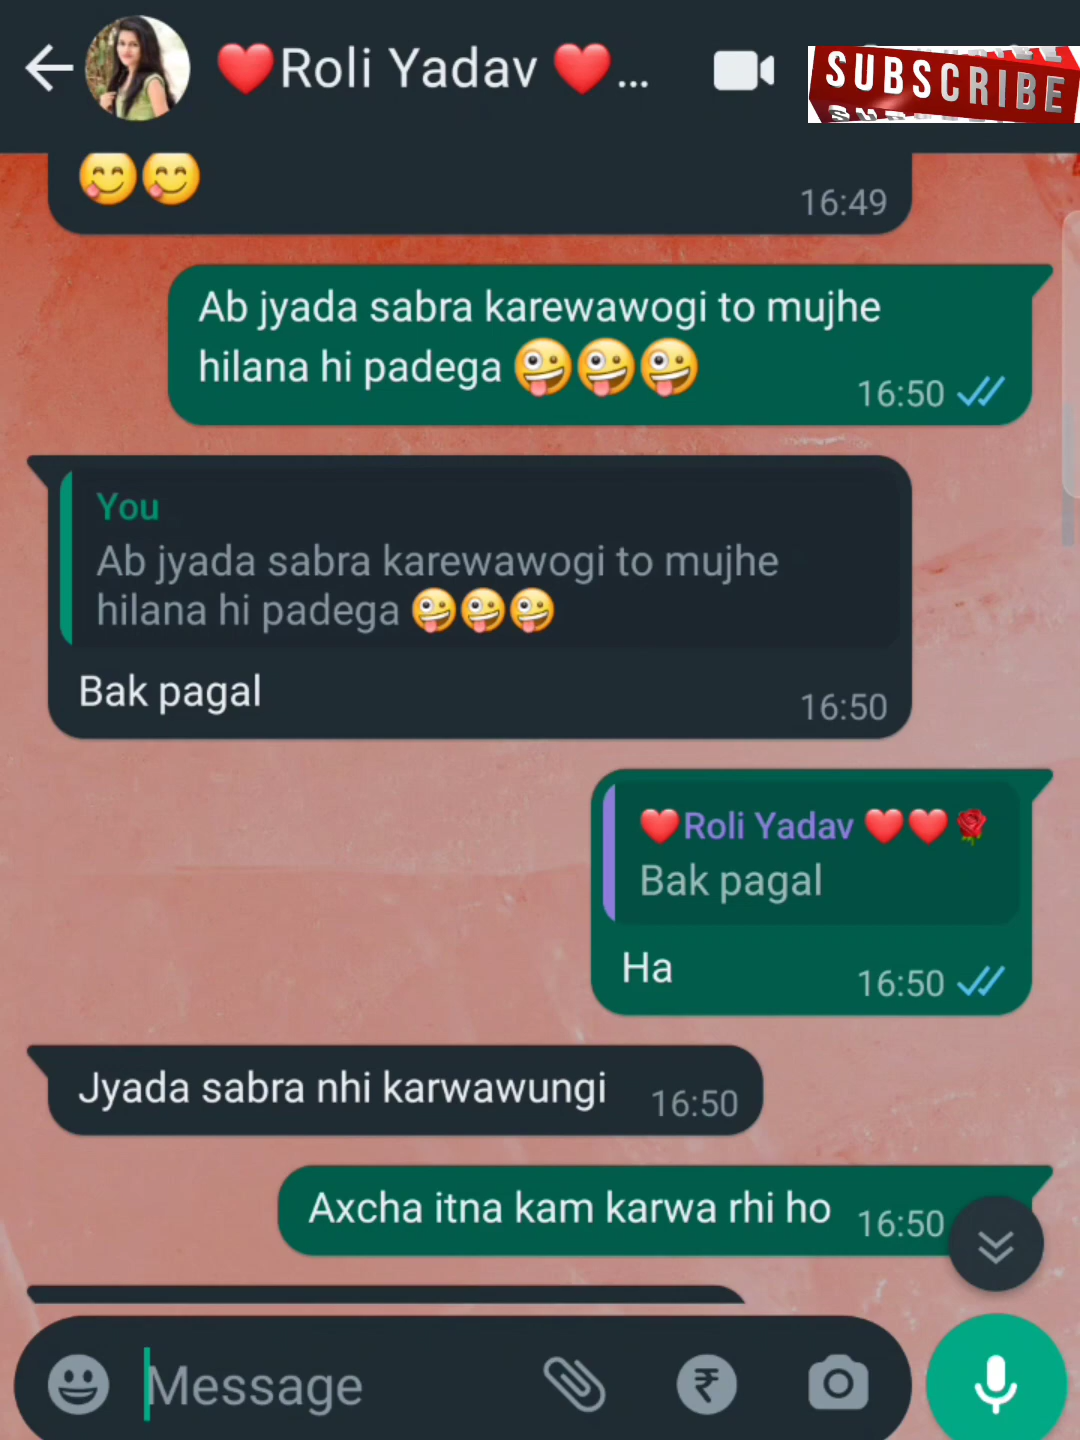 ❤️Roli Yadav ❤️...
SUBSCRIBE
😋😋
16:49
Ab jyada sabra karewawogi to mujhe
hilana hi padega 🤪🤪🤪
16:50
You
Ab jyada sabra karewawogi to mujhe
hilana hi padega 🤪🤪🤪
Bak pagal
16:50
❤️Roli Yadav ❤️❤️🌹
Bak pagal
Ha
16:50
Jyada sabra nhi karwawungi
16:50
Axcha itna kam karwa rhi ho
16:50
Message